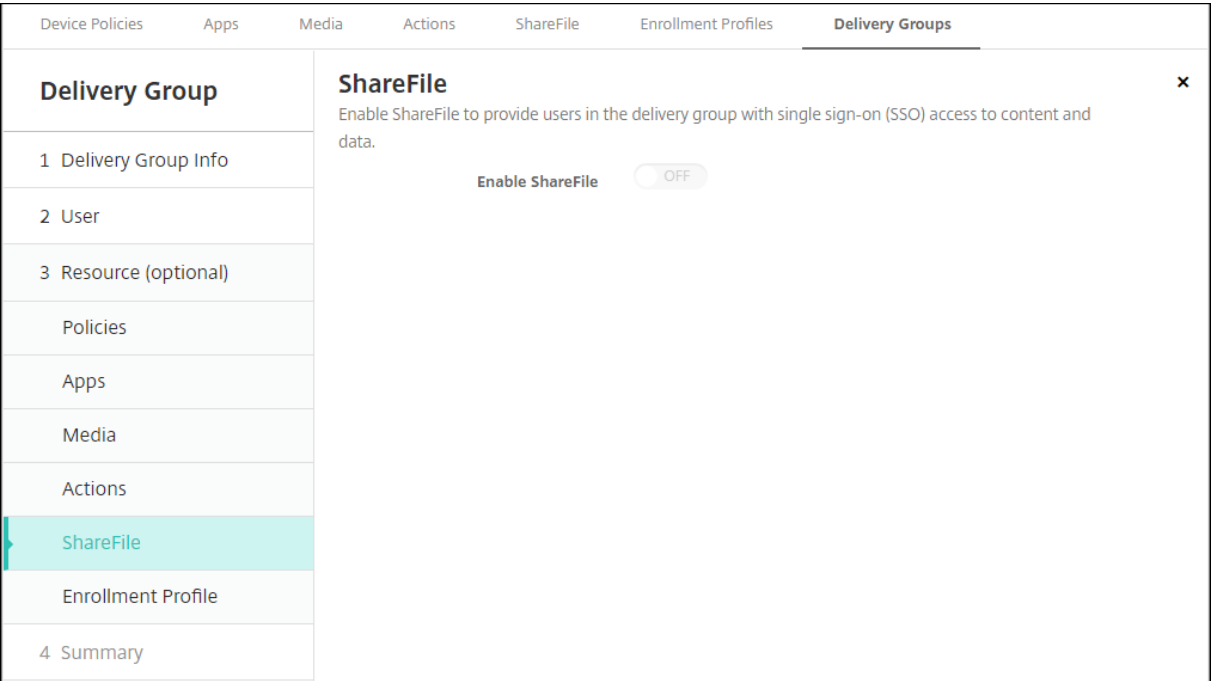 Device Policies Apps Media Actions ShareFile Enrollment Profiles Delivery Groups
Delivery Group
1 Delivery Group Info
2 User
3 Resource (optional)
Policies
Apps
Media
Actions
ShareFile
Enrollment Profile
4 Summary
ShareFile
Enable ShareFile to provide users in the delivery group with single sign-on (SSO) access to content and
data.
Enable ShareFile OFF